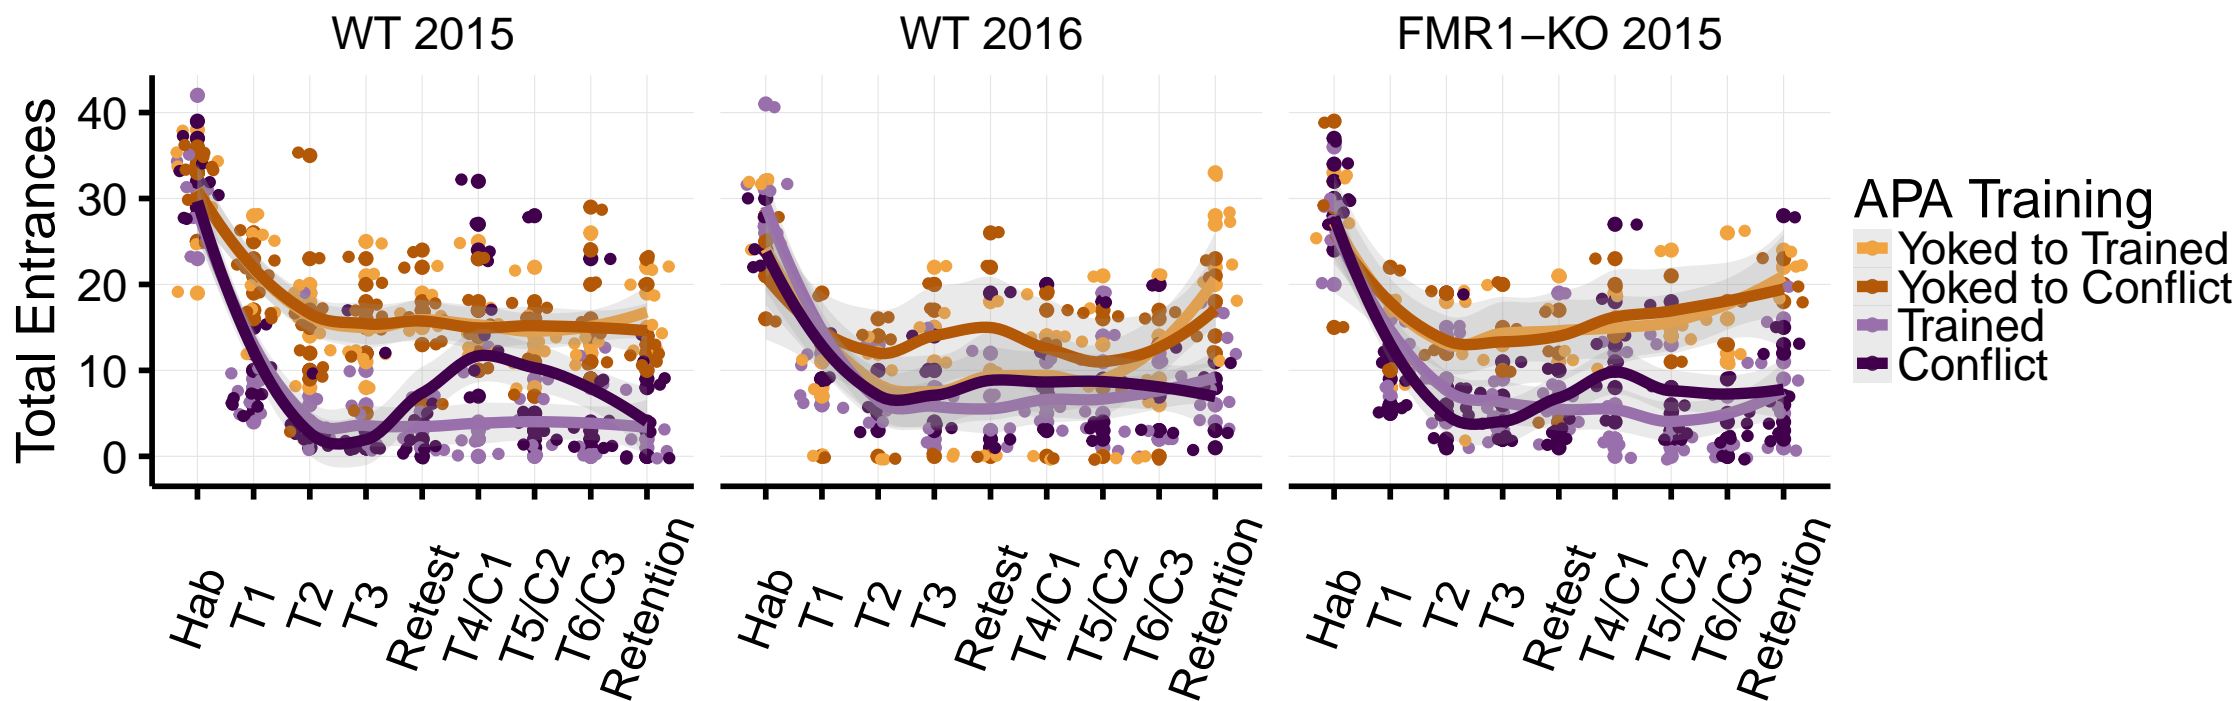 WT 2015
WT 2016
FMR1−KO 2015
Total Entrances
40
30
20
10
0
Hab
T1
T2
T3
Retest
T4/C1
T5/C2
T6/C3
Retention
Hab
T1
T2
T3
Retest
T4/C1
T5/C2
T6/C3
Retention
Hab
T1
T2
T3
Retest
T4/C1
T5/C2
T6/C3
Retention
APA Training
Yoked to Trained
Yoked to Conflict
Trained
Conflict